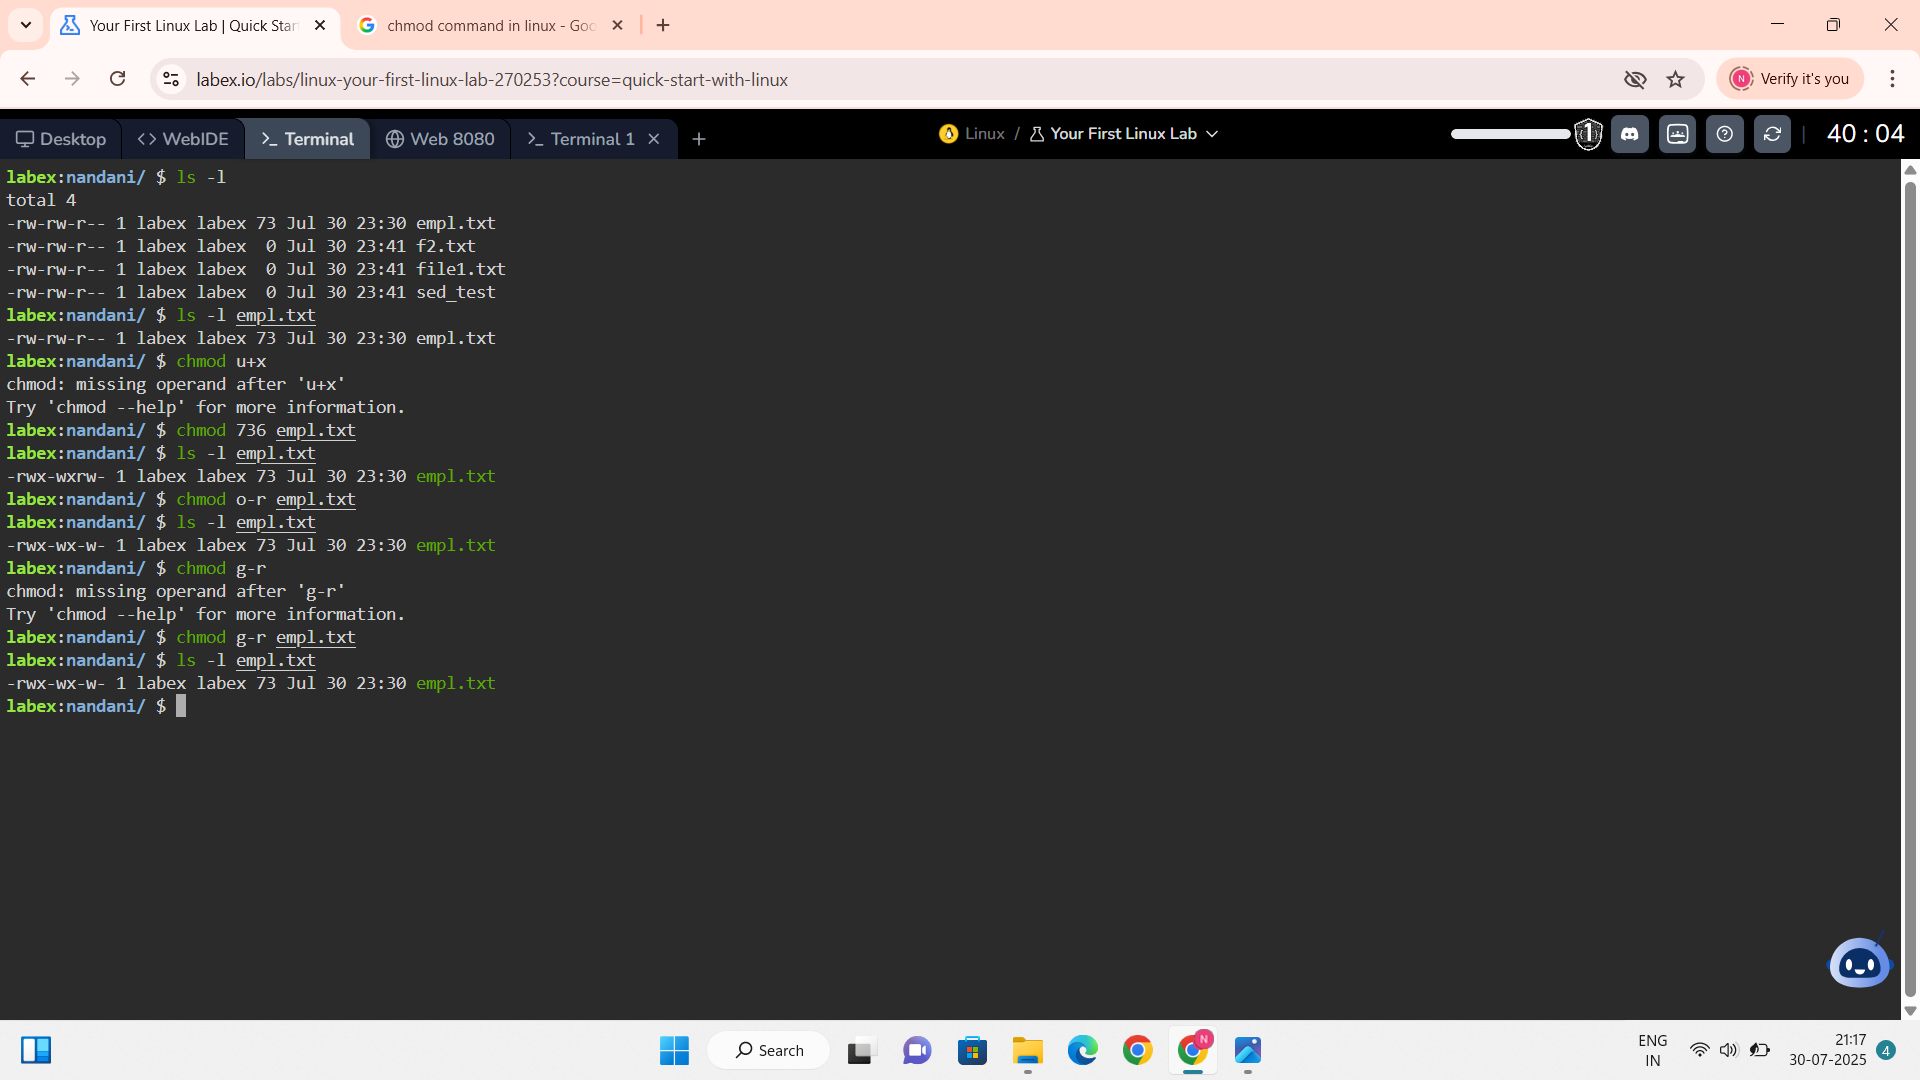 Your First Linux Lab | Quick Star
chmod command in linux - Goo
labex.io/labs/linux-your-first-linux-lab-270253?course=quick-start-with-linux
N
Verify it's you
Desktop
WebIDE
Terminal
Web 8080
Terminal 1
Linux / Your First Linux Lab
1
40 : 04
labex:nandani/ $ ls -l
total 4
-rw-rw-r-- 1 labex labex 73 Jul 30 23:30 empl.txt
-rw-rw-r-- 1 labex labex  0 Jul 30 23:41 f2.txt
-rw-rw-r-- 1 labex labex  0 Jul 30 23:41 file1.txt
-rw-rw-r-- 1 labex labex  0 Jul 30 23:41 sed_test
labex:nandani/ $ ls -l empl.txt
-rw-rw-r-- 1 labex labex 73 Jul 30 23:30 empl.txt
labex:nandani/ $ chmod u+x
chmod: missing operand after 'u+x'
Try 'chmod --help' for more information.
labex:nandani/ $ chmod 736 empl.txt
labex:nandani/ $ ls -l empl.txt
-rwx-wxrw- 1 labex labex 73 Jul 30 23:30 empl.txt
labex:nandani/ $ chmod o-r empl.txt
labex:nandani/ $ ls -l empl.txt
-rwx-wx-w- 1 labex labex 73 Jul 30 23:30 empl.txt
labex:nandani/ $ chmod g-r
chmod: missing operand after 'g-r'
Try 'chmod --help' for more information.
labex:nandani/ $ chmod g-r empl.txt
labex:nandani/ $ ls -l empl.txt
-rwx-wx-w- 1 labex labex 73 Jul 30 23:30 empl.txt
labex:nandani/ $
Search
N
ENG
IN
21:17
30-07-2025
4